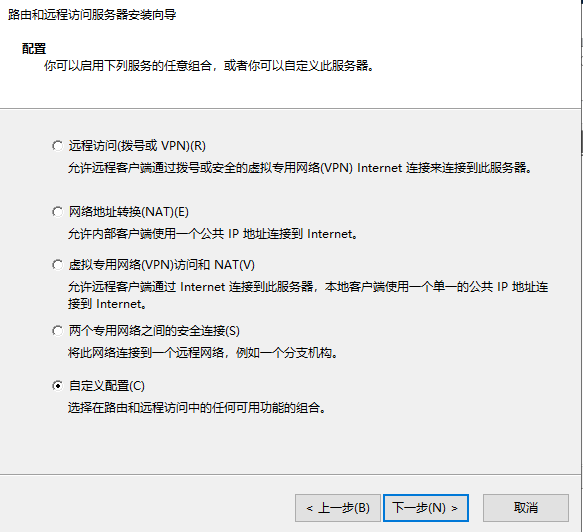 路由和远程访问服务器安装向导
配置
你可以启用下列服务的任意组合，或者你可以自定义此服务器。
远程访问(拨号或 VPN)(R)
允许远程客户端通过拨号或安全的虚拟专用网络(VPN) Internet 连接来连接到此服务器。
网络地址转换(NAT)(E)
允许内部客户端使用一个公共 IP 地址连接到 Internet。
虚拟专用网络(VPN)访问和 NAT(V)
允许远程客户端通过 Internet 连接到此服务器，本地客户端使用一个单一的公共 IP 地址连
接到 Internet。
两个专用网络之间的安全连接(S)
将此网络连接到一个远程网络，例如一个分支机构。
自定义配置(C)
选择在路由和远程访问中的任何可用功能的组合。
< 上一步(B)
下一步(N) >
取消